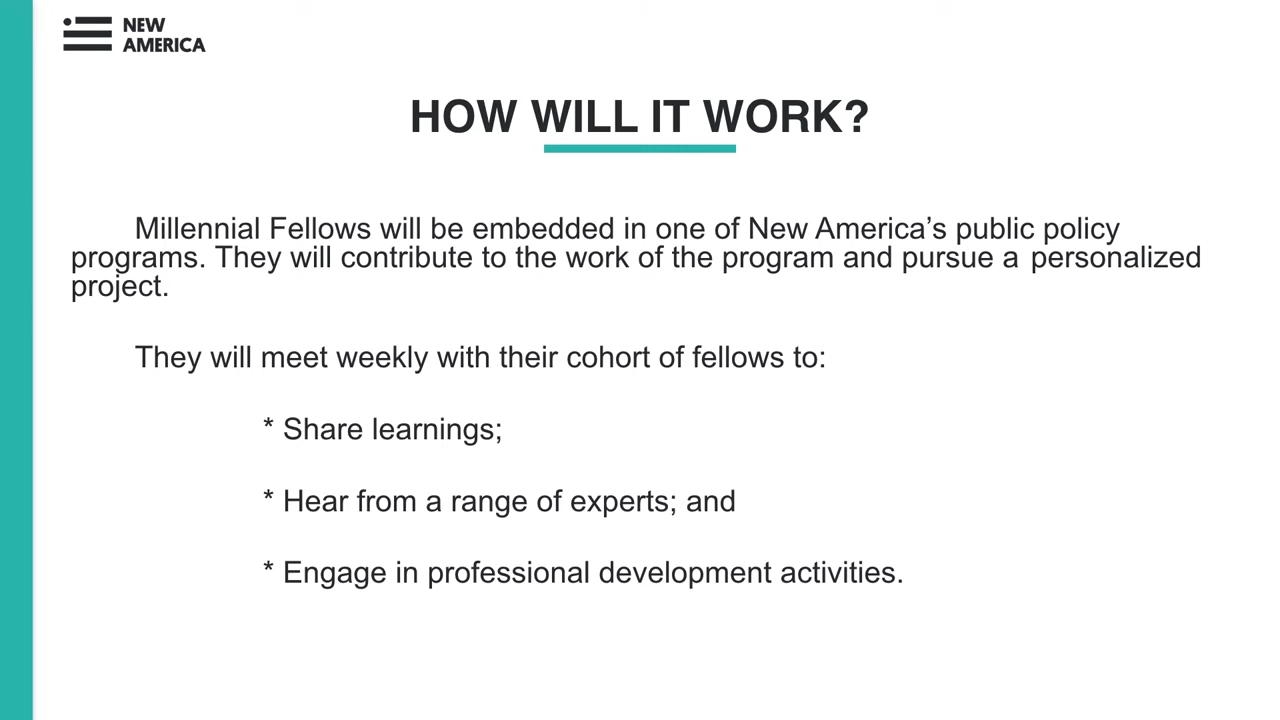 NEW
AMERICA
HOW WILL IT WORK?
Millennial Fellows will be embedded in one of New America’s public policy
programs. They will contribute to the work of the program and pursue a personalized
project.
They will meet weekly with their cohort of fellows to:
* Share learnings;
* Hear from a range of experts; and
* Engage in professional development activities.